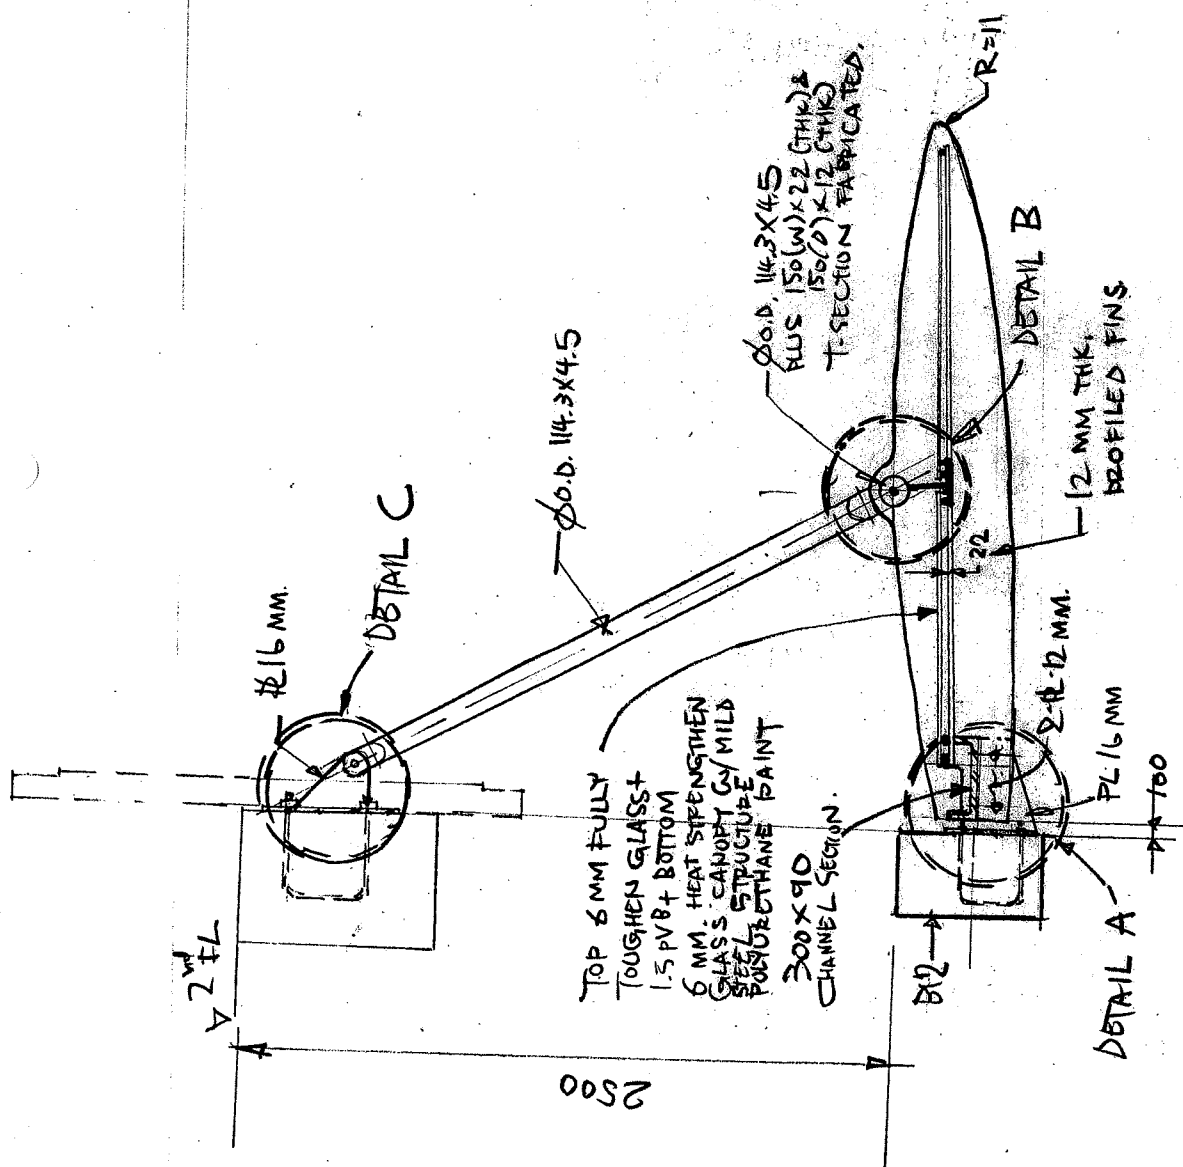 2nd FL
PL 16 MM.
DETAIL C
Ø O.D. 114.3X4.5
Ø O.D. 114.3X4.5
PLUS 150(W)X22 (THK) &
150(D)X12 (THK)
T-SECTION FABRICATED.
R=11
DETAIL B
12 MM THK.
PROFILED FINS
22
2-PL-12 MM.
PL 16 MM
100
TOP 8 MM FULLY
TOUGHEN GLASS +
1.5 PVB + BOTTOM
6 MM. HEAT STRENGTHEN
GLASS CANOPY W/ MILD
STEEL STRUCTURE
POLYURETHANE PAINT
300X90
CHANNEL SECTION.
DETAIL A
2500